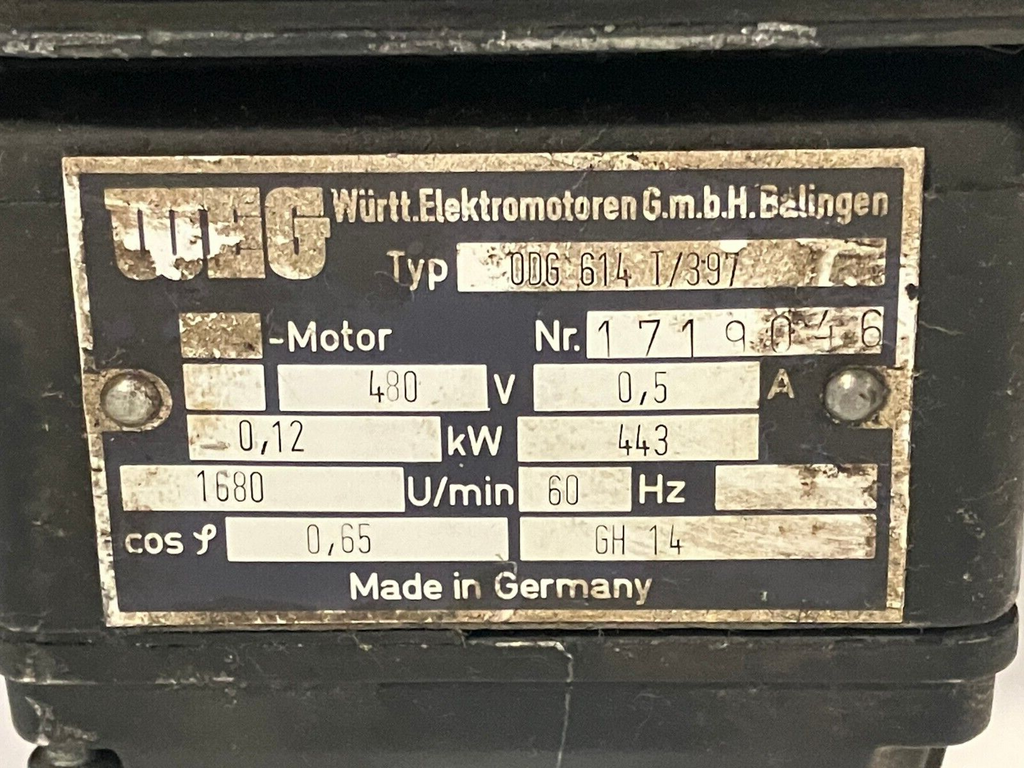 WEG Württ.Elektromotoren G.m.b.H. Balingen
Typ ODG 614 T/397
-Motor Nr. 1719046
480 V 0,5 A
0,12 kW 443
1680 U/min 60 Hz
cos φ 0,65 GH 14
Made in Germany